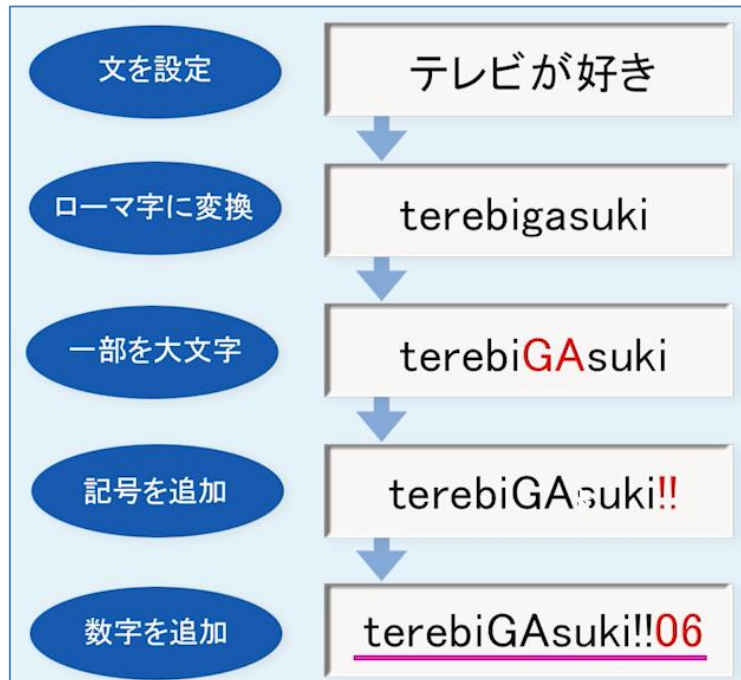 文を設定
テレビが好き
ローマ字に変換
terebigasuki
一部を大文字
terebiGAsuki
記号を追加
terebiGAsuki!!
数字を追加
terebiGAsuki!!06